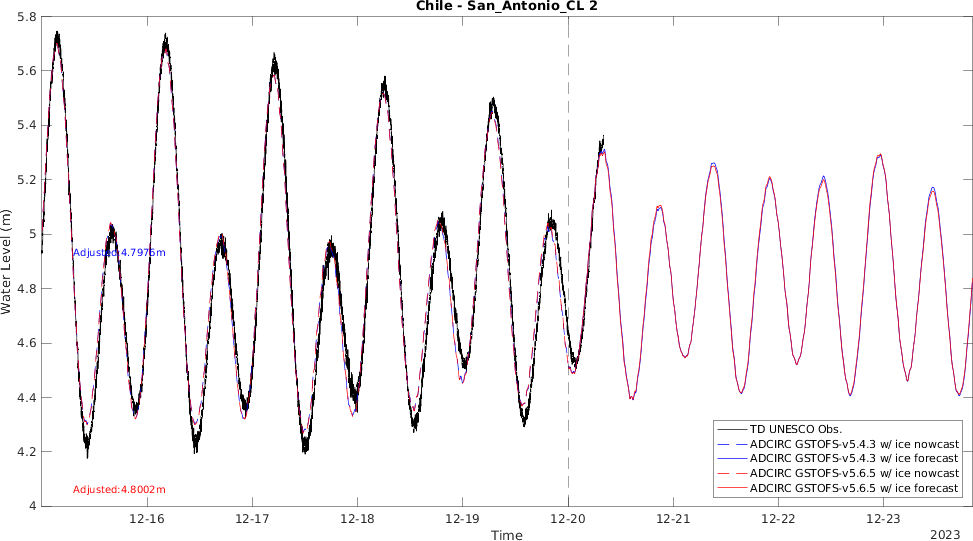 Chile - San_Antonio_CL 2
Water Level (m)
5.8
5.6
5.4
5.2
5
4.8
4.6
4.4
4.2
4
Adjusted:4.7976m
Adjusted:4.8002m
TD UNESCO Obs.
ADCIRC GSTOFS-v5.4.3 w/ ice nowcast
ADCIRC GSTOFS-v5.4.3 w/ ice forecast
ADCIRC GSTOFS-v5.6.5 w/ ice nowcast
ADCIRC GSTOFS-v5.6.5 w/ ice forecast
12-16 12-17 12-18 12-19 12-20 12-21 12-22 12-23
Time
2023